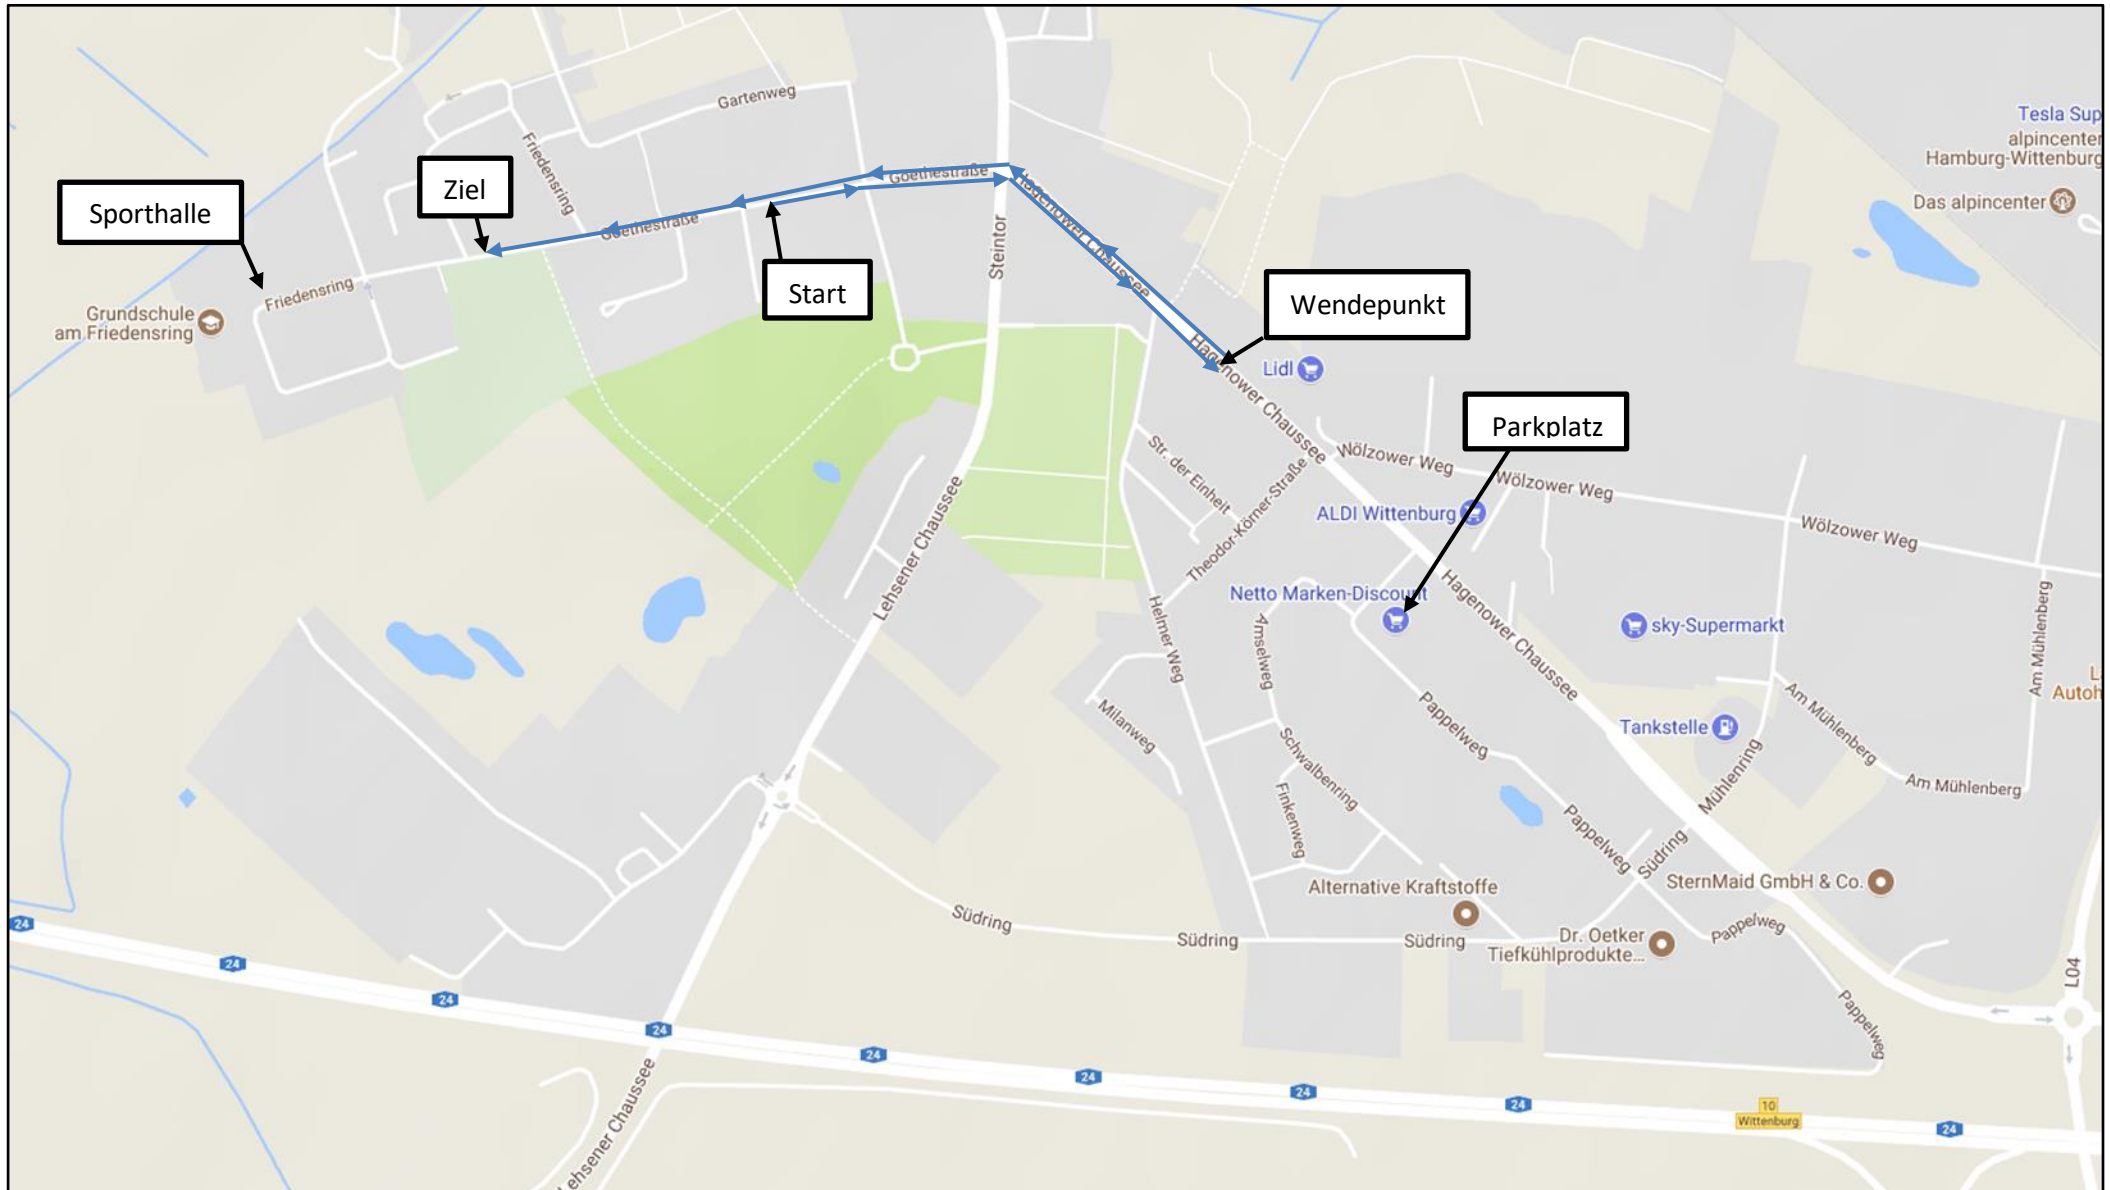 Gartenweg
Tesla Sup
alpincenter
Hamburg-Wittenburg
Das alpincenter
Friedensring
Ziel
Sporthalle
Goethestraße
Goethestraße
Hagenower Chaussee
Steintor
Start
Friedensring
Grundschule
am Friedensring
Wendepunkt
Lidl
Hagenower Chaussee
Parkplatz
Wölzower Weg
Wölzower Weg
Wölzower Weg
Str. der Einheit
Theodor-Körner-Straße
ALDI Wittenburg
Lehsener Chaussee
Netto Marken-Discount
Hagenower Chaussee
Helmer Weg
Amselweg
sky-Supermarkt
Am Mühlenberg
L
Autoh
Pappelweg
Milanweg
Tankstelle
Am Mühlenberg
Schwalbenring
Finkenweg
Mühlenring
Am Mühlenberg
Pappelweg
Südring
SternMaid GmbH & Co.
Alternative Kraftstoffe
Südring
Südring
Südring
Dr. Oetker
Tiefkühlprodukte...
Pappelweg
24
24
24
L04
Pappelweg
24
24
24
24
24
10
Wittenburg
24
Lehsener Chaussee